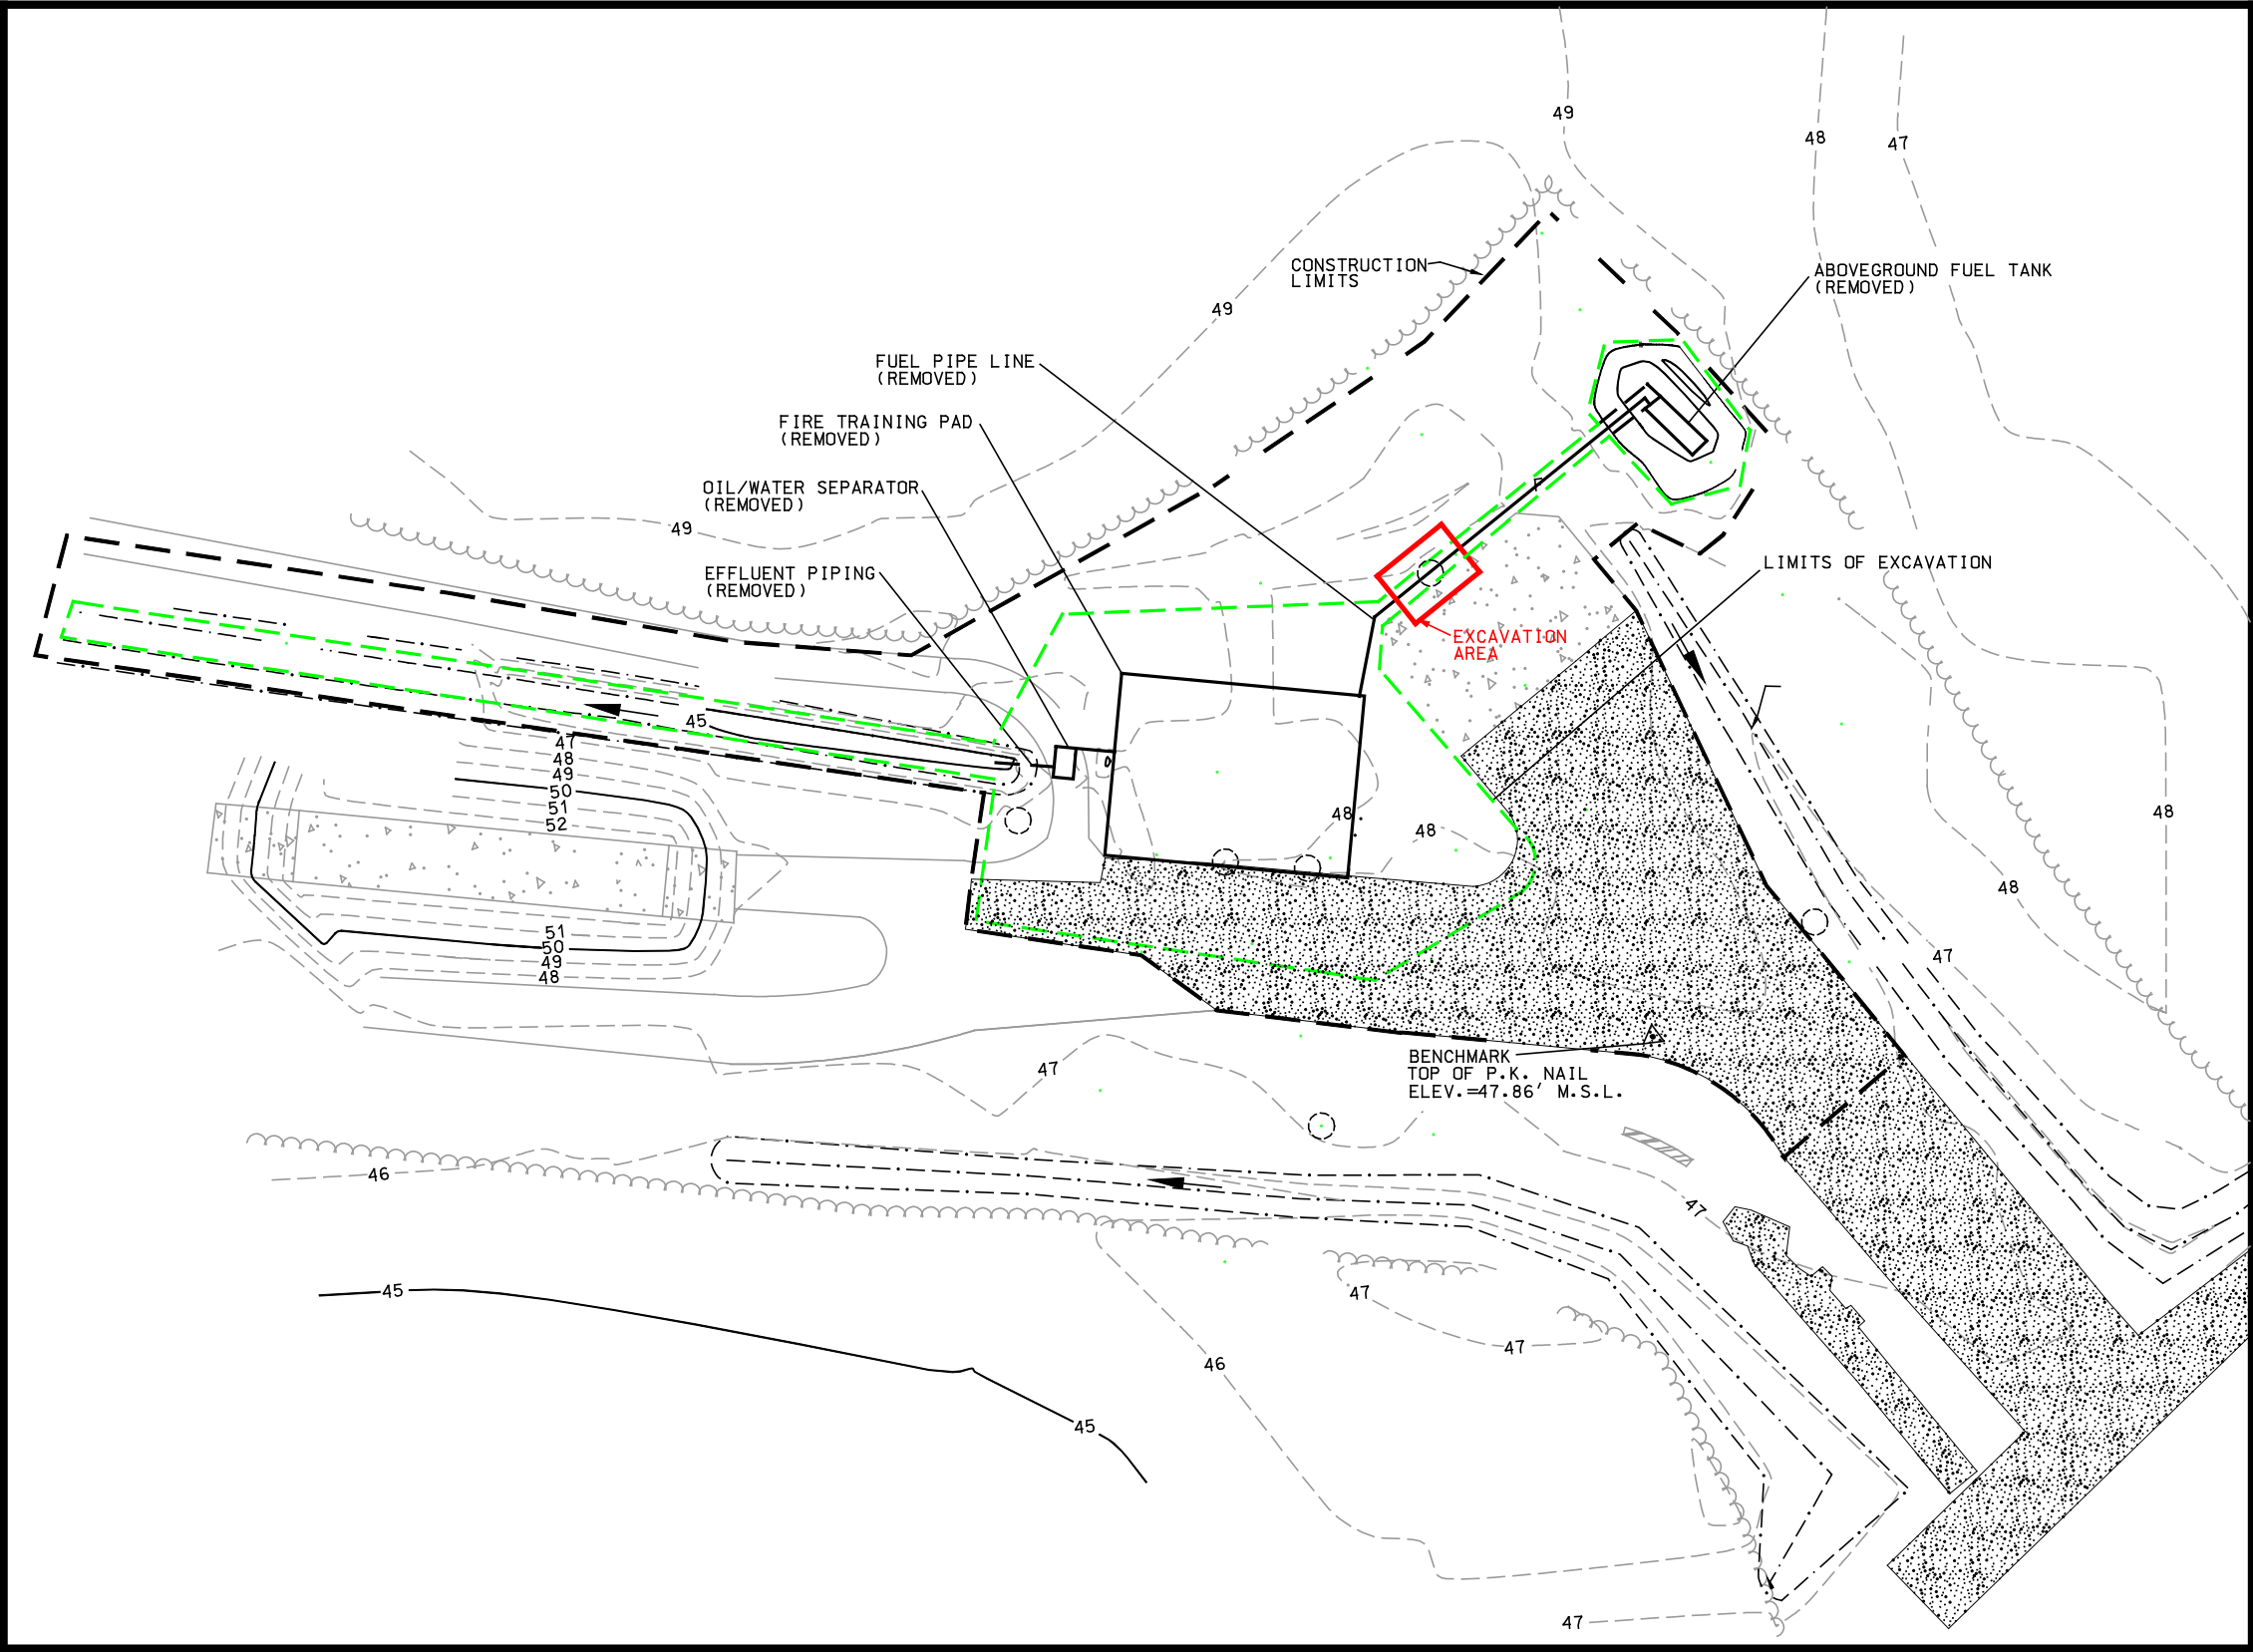 49
48
47
CONSTRUCTION
LIMITS
ABOVEGROUND FUEL TANK
(REMOVED)
49
FUEL PIPE LINE
(REMOVED)
FIRE TRAINING PAD
(REMOVED)
OIL/WATER SEPARATOR
(REMOVED)
F
49
EFFLUENT PIPING
(REMOVED)
LIMITS OF EXCAVATION
EXCAVATION
AREA
45
47
48
49
50
51
52
48
48
48
48
51
50
49
48
47
BENCHMARK
TOP OF P.K. NAIL
ELEV.=47.86' M.S.L.
47
46
47
45
47
47
46
45
47